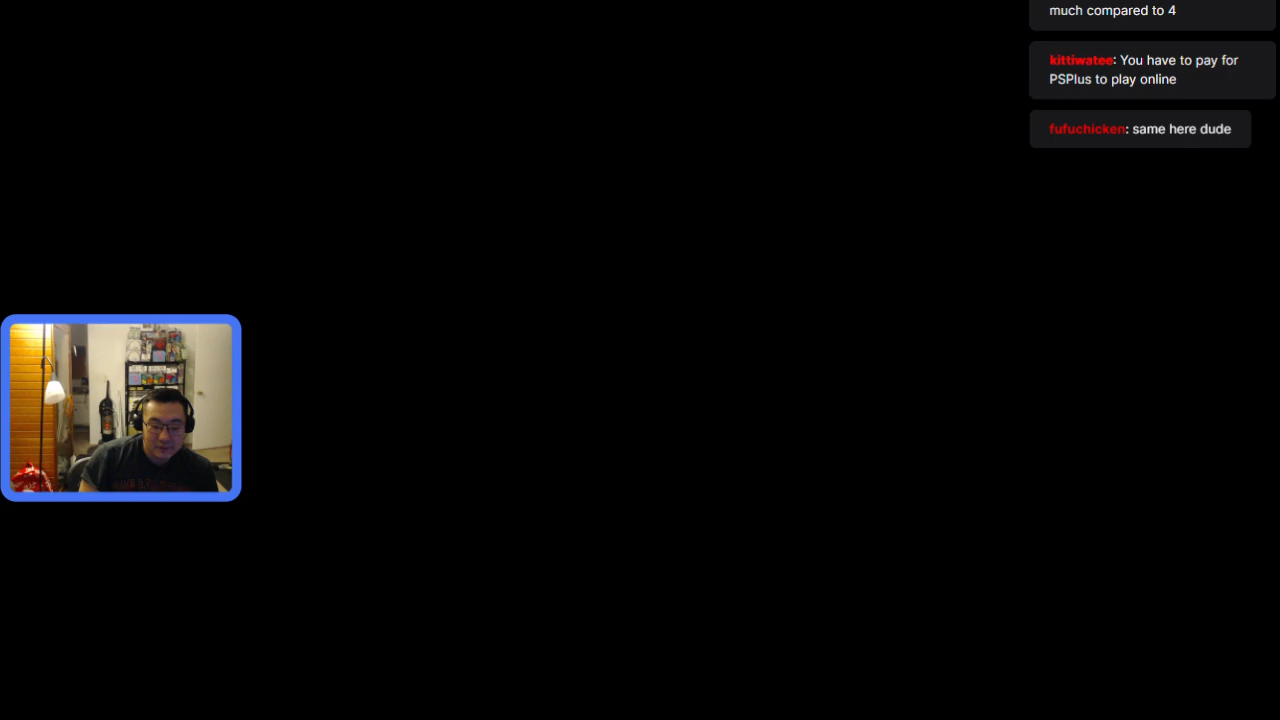 much compared to 4
kittiwatee: You have to pay for
PSPlus to play online
fufuchicken: same here dude